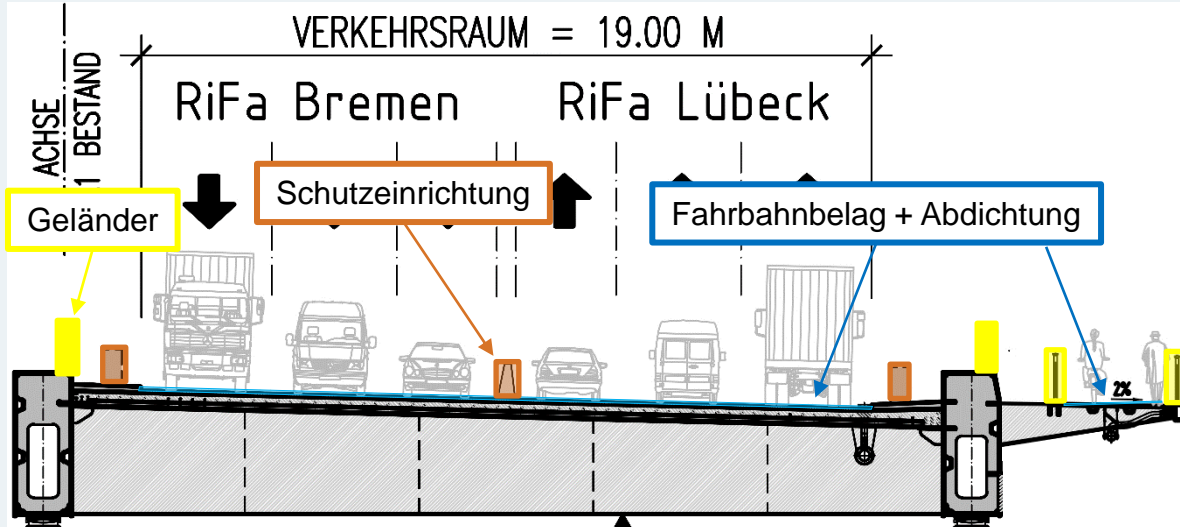 VERKEHRSRAUM = 19.00 M
ACHSE
1 BESTAND
RiFa Bremen
RiFa Lübeck
Geländer
Schutzeinrichtung
Fahrbahnbelag + Abdichtung
2%